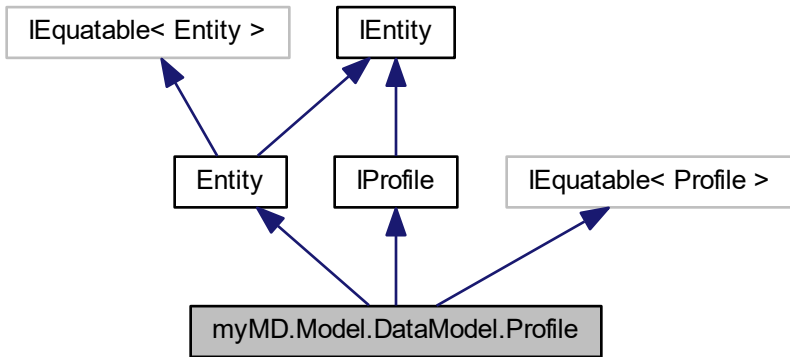 IEquatable< Entity >
IEntity
Entity
IProfile
IEquatable< Profile >
myMD.Model.DataModel.Profile